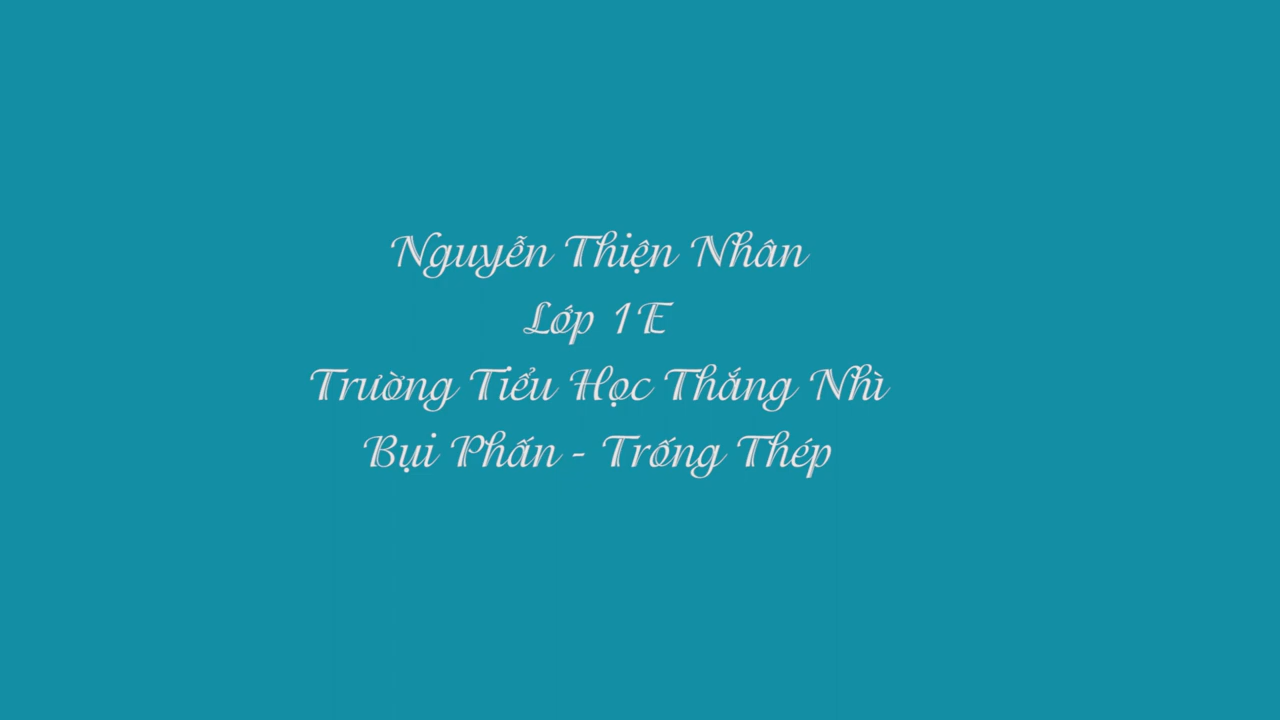 Nguyễn Thiện Nhân
Lớp 1E
Trường Tiểu Học Thắng Nhì
Bụi Phấn - Trống Thép